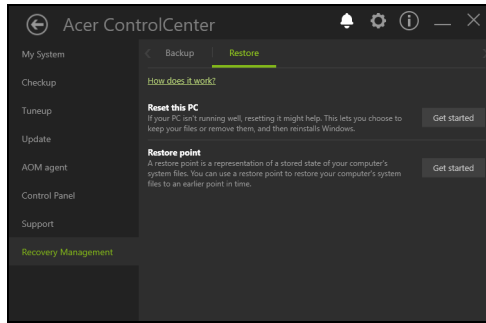 Acer ControlCenter
My System
Checkup
Tuneup
Update
AOM agent
Control Panel
Support
Recovery Management
Backup
Restore
How does it work?
Reset this PC
If your PC isn't running well, resetting it might help. This lets you choose to
keep your files or remove them, and then reinstalls Windows.
Get started
Restore point
A restore point is a representation of a stored state of your computer's
system files. You can use a restore point to restore your computer's system
files to an earlier point in time.
Get started